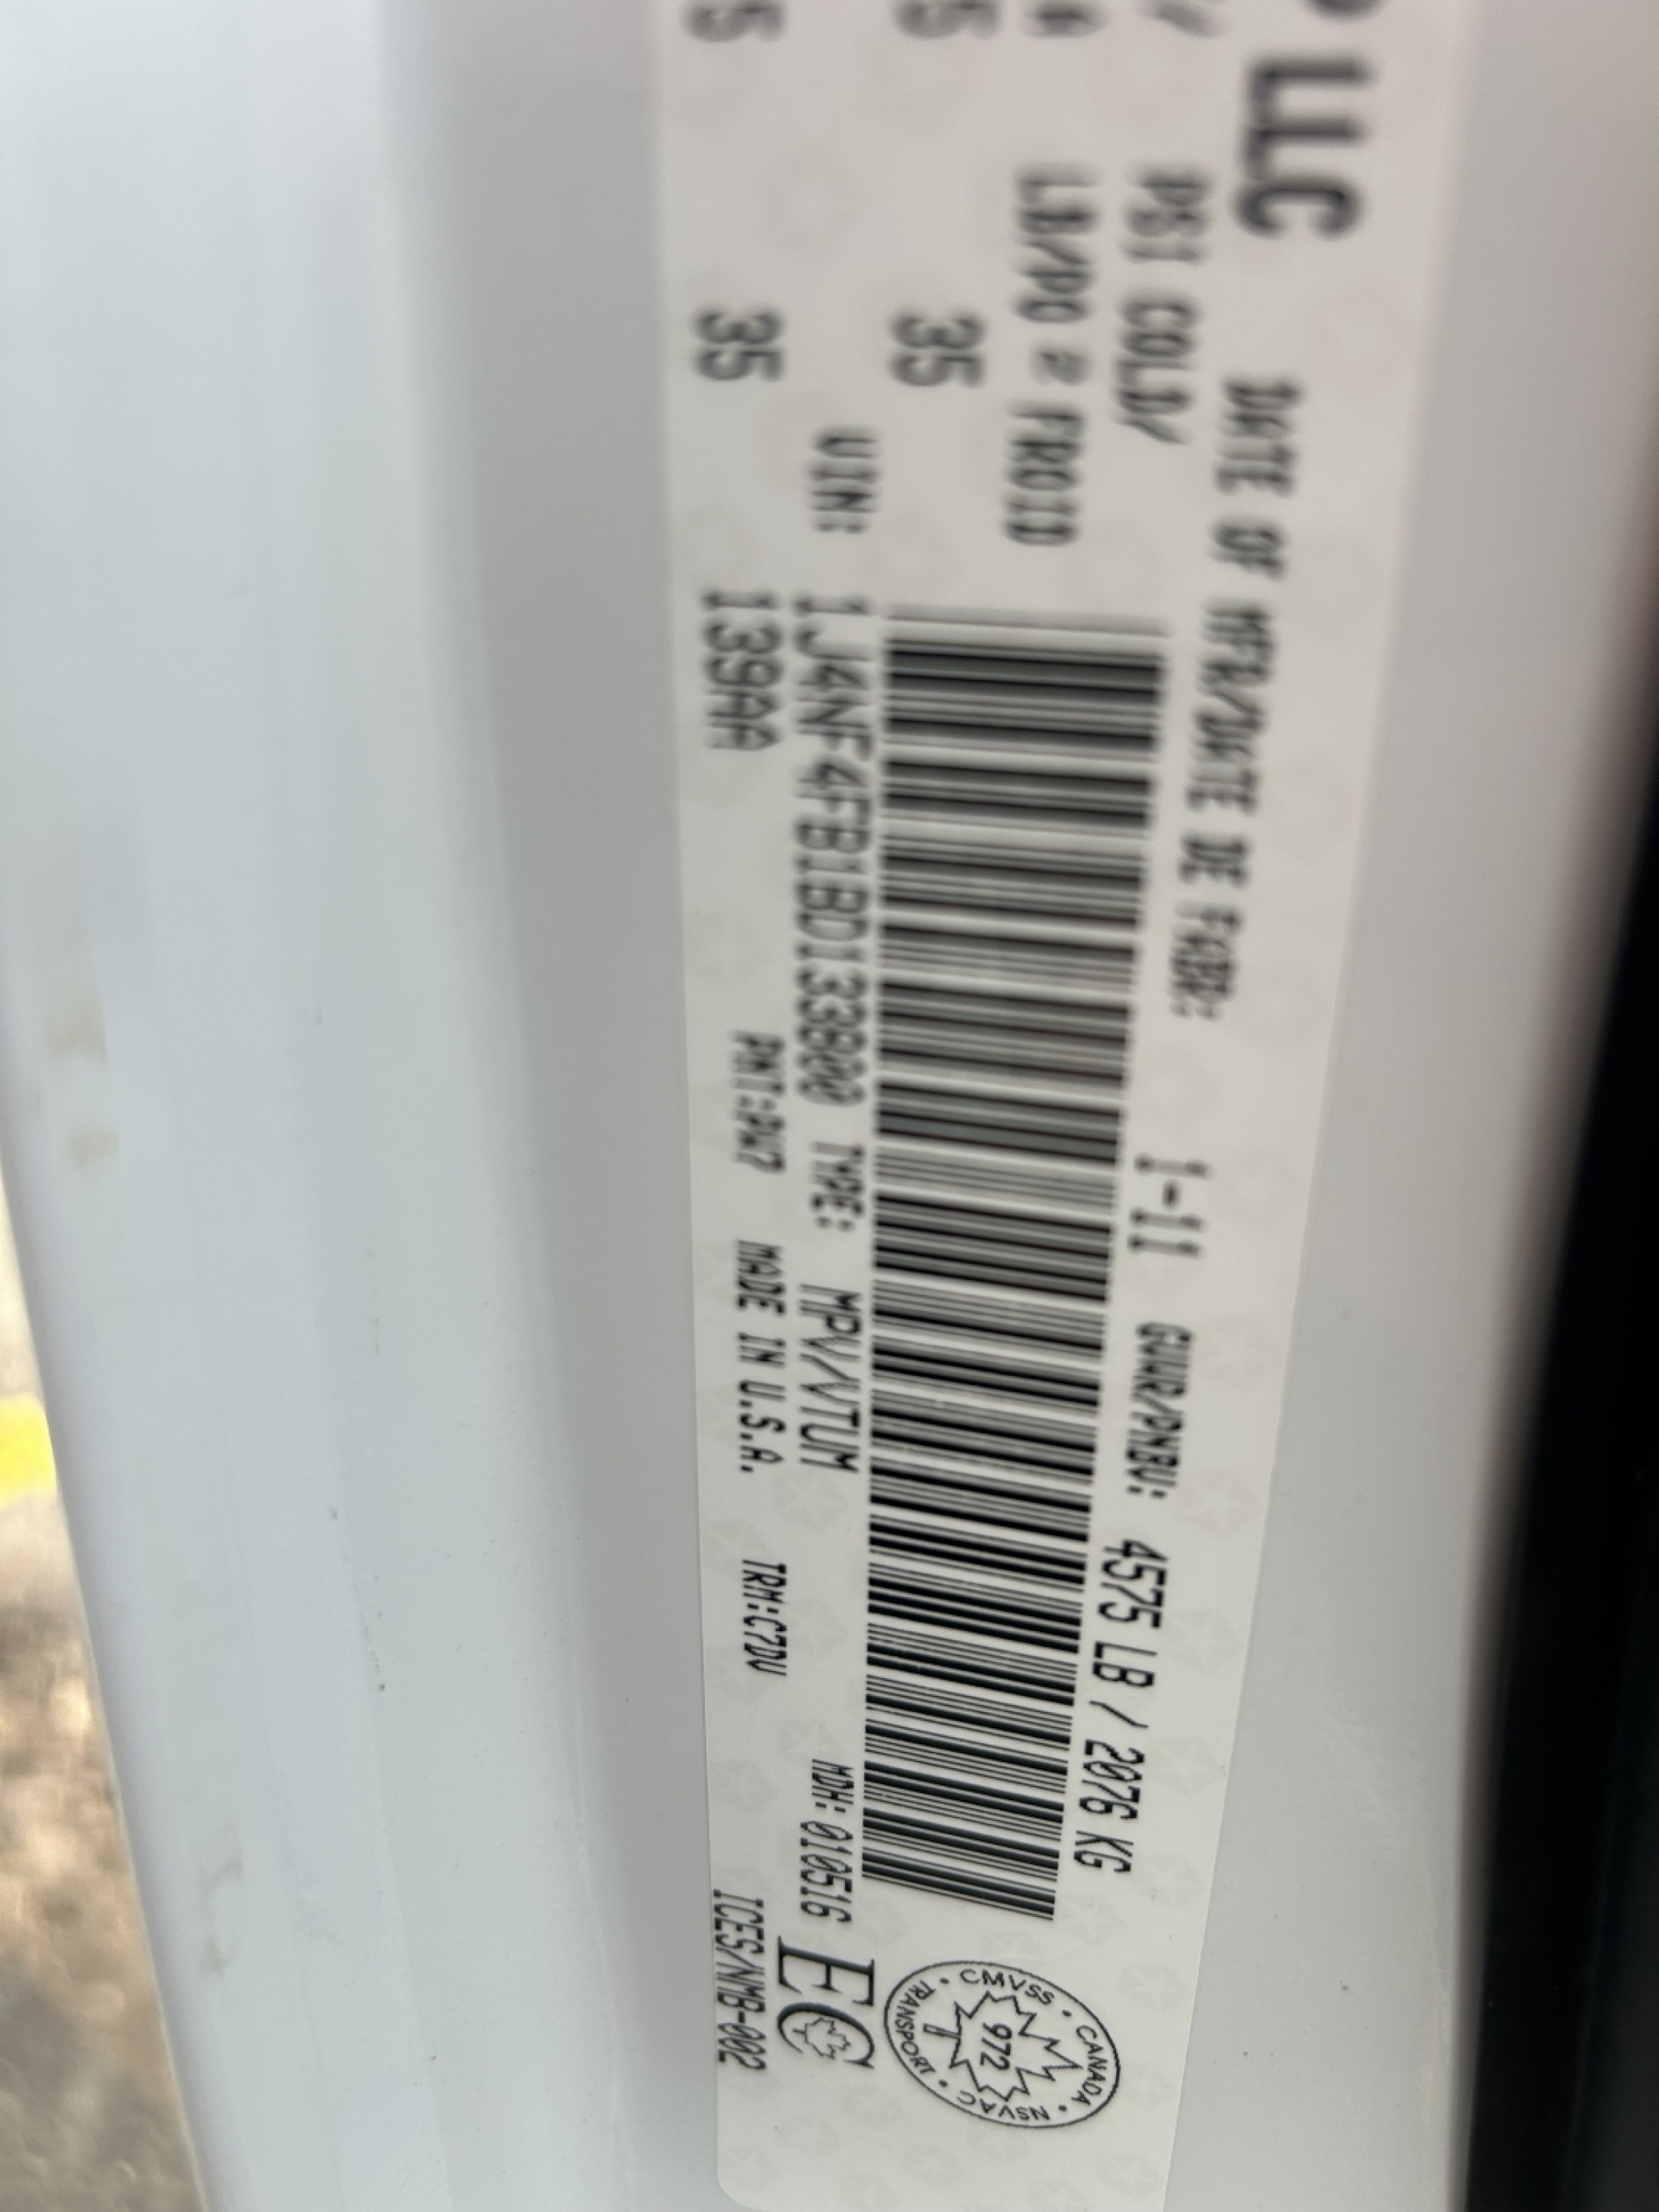 LLC
DATE OF MFR/DATE DE FABR: 1-11 GVWR/PNBV: 4575 LB / 2076 KG
PSI COLD/
LB/PO² FROID
35
VIN: 1J4NF4FB1BD133800 TYPE: MPV/VTUM MDH: 010516
35 139AA PNT:PW7 MADE IN U.S.A. TRM:C7DV
CMVSS • CANADA • NSVAC • TRANSPORT •
972
EC
ICES/NMB-002